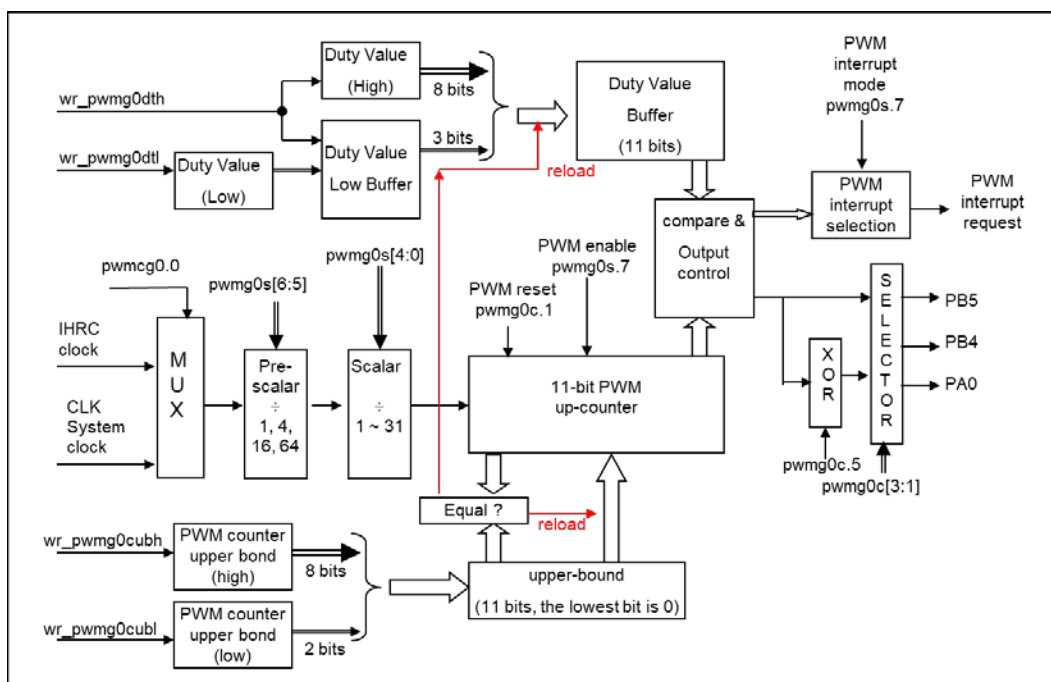 wr_pwmg0dth
wr_pwmg0dtl
Duty Value
(High)
8 bits
Duty Value
(Low)
Duty Value
Low Buffer
3 bits
reload
Duty Value
Buffer
(11 bits)
PWM
interrupt
mode
pwmg0s.7
PWM
interrupt
selection
PWM
interrupt
request
compare &
Output
control
pwmcg0.0
pwmg0s[6:5]
pwmg0s[4:0]
PWM enable
pwmg0s.7
PWM reset
pwmg0c.1
IHRC
clock
CLK
System
clock
MUX
Pre-
scalar
÷
1, 4,
16, 64
Scalar
÷
1 ~ 31
11-bit PWM
up-counter
XOR
SELECTOR
PB5
PB4
PA0
pwmg0c.5
pwmg0c[3:1]
Equal ?
reload
wr_pwmg0cubh
PWM counter
upper bond
(high)
8 bits
wr_pwmg0cubl
PWM counter
upper bond
(low)
2 bits
upper-bound
(11 bits, the lowest bit is 0)